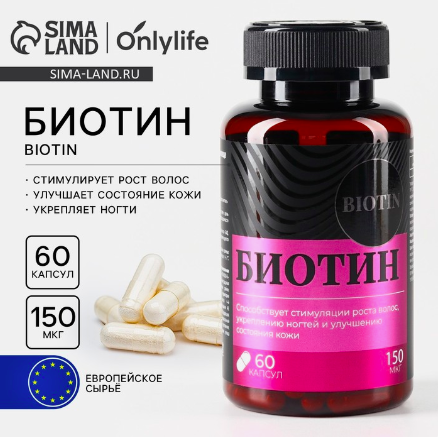 SIMA
LAND
Onlylife
SIMA-LAND.RU
БИОТИН
BIOTIN
· СТИМУЛИРУЕТ РОСТ ВОЛОС
· УЛУЧШАЕТ СОСТОЯНИЕ КОЖИ
· УКРЕПЛЯЕТ НОГТИ
60
КАПСУЛ
150
МКГ
ЕВРОПЕЙСКОЕ
СЫРЬЁ
BIOTIN
БИОТИН
Способствует стимуляции роста волос,
укреплению ногтей и улучшению
состояния кожи
60
КАПСУЛ
150
МКГ